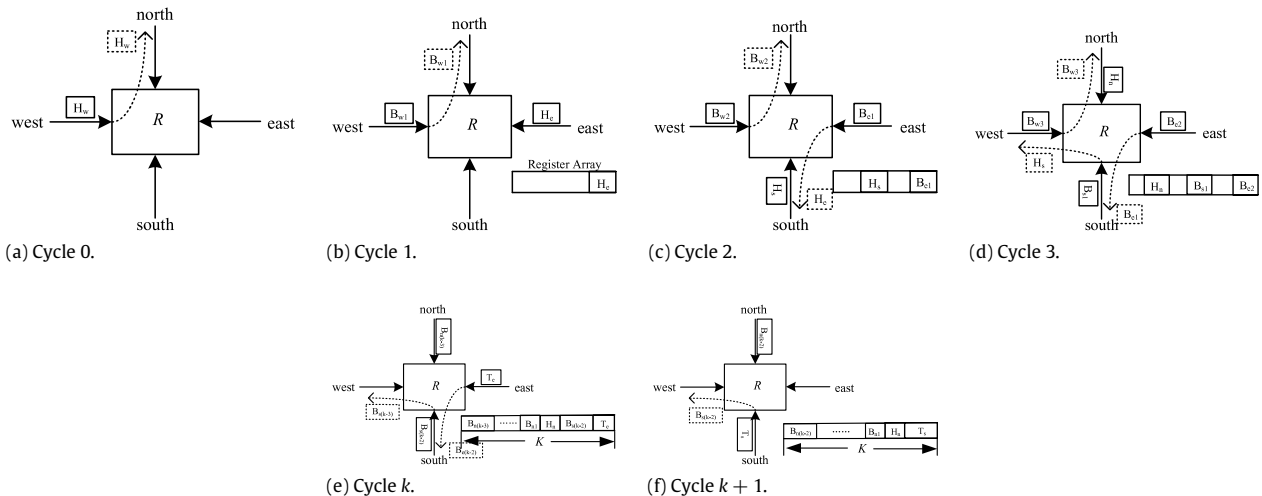 north
H_w
H_w
west
R
east
south
(a) Cycle 0.
north
B_w1
B_w1
H_e
west
R
east
Register Array
H_e
south
(b) Cycle 1.
north
B_w2
B_w2
B_e1
west
R
east
H_s
H_s
B_e1
H_e
south
(c) Cycle 2.
north
B_w3
H_n
B_w3
B_e2
west
R
east
H_s
B_s1
H_n
B_s1
B_e2
B_e1
south
(d) Cycle 3.
north
B_n(k-3)
T_e
west
R
east
B_s(k-3)
B_s(k-2)
B_n(k-3)
......
B_n1
H_n
B_s(k-2)
T_e
K
B_e(k-2)
south
(e) Cycle k.
north
B_n(k-2)
west
R
east
B_s(k-2)
T_s
B_n(k-2)
......
B_n1
H_n
T_s
K
south
(f) Cycle k + 1.